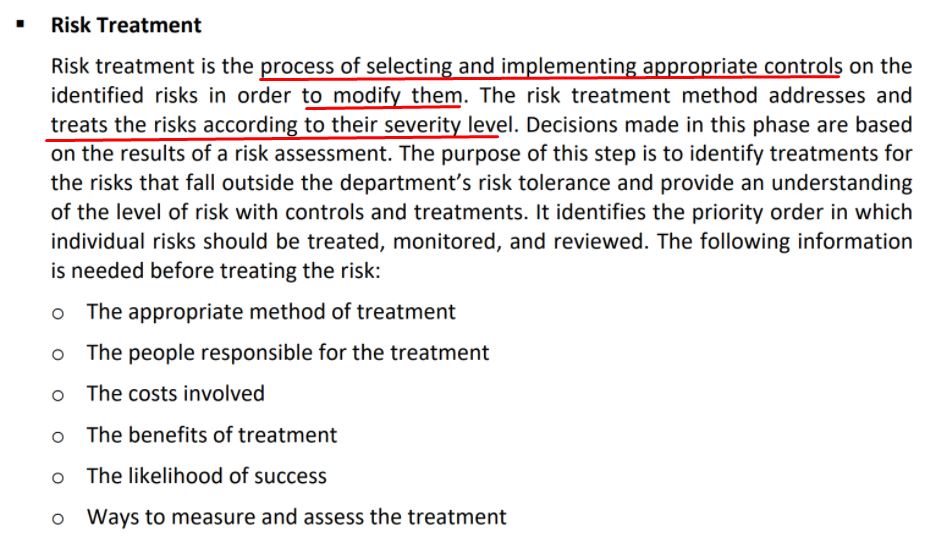 ▪ Risk Treatment
Risk treatment is the process of selecting and implementing appropriate controls on the
identified risks in order to modify them. The risk treatment method addresses and
treats the risks according to their severity level. Decisions made in this phase are based
on the results of a risk assessment. The purpose of this step is to identify treatments for
the risks that fall outside the department’s risk tolerance and provide an understanding
of the level of risk with controls and treatments. It identifies the priority order in which
individual risks should be treated, monitored, and reviewed. The following information
is needed before treating the risk:
o The appropriate method of treatment
o The people responsible for the treatment
o The costs involved
o The benefits of treatment
o The likelihood of success
o Ways to measure and assess the treatment